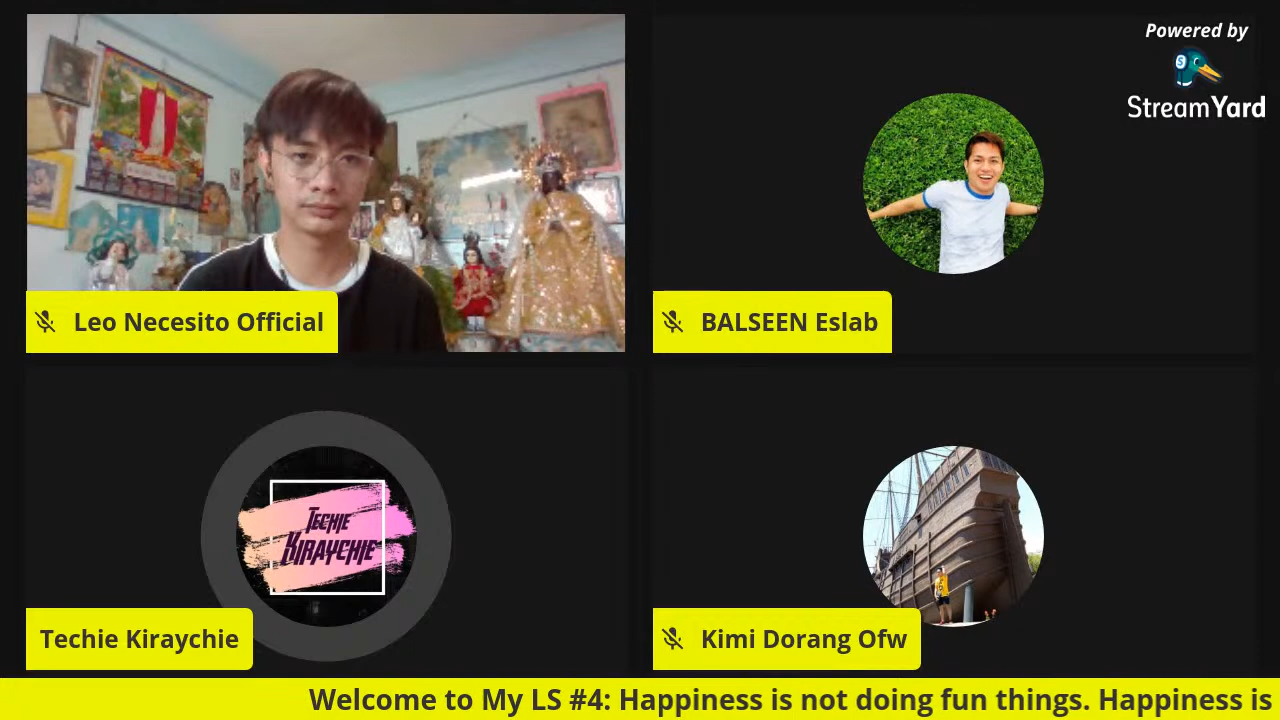 Powered by
StreamYard
Leo Necesito Official
BALSEEN Eslab
TECHIE
KIRAYCHIE
Techie Kiraychie
Kimi Dorang Ofw
Welcome to My LS #4: Happiness is not doing fun things. Happiness is